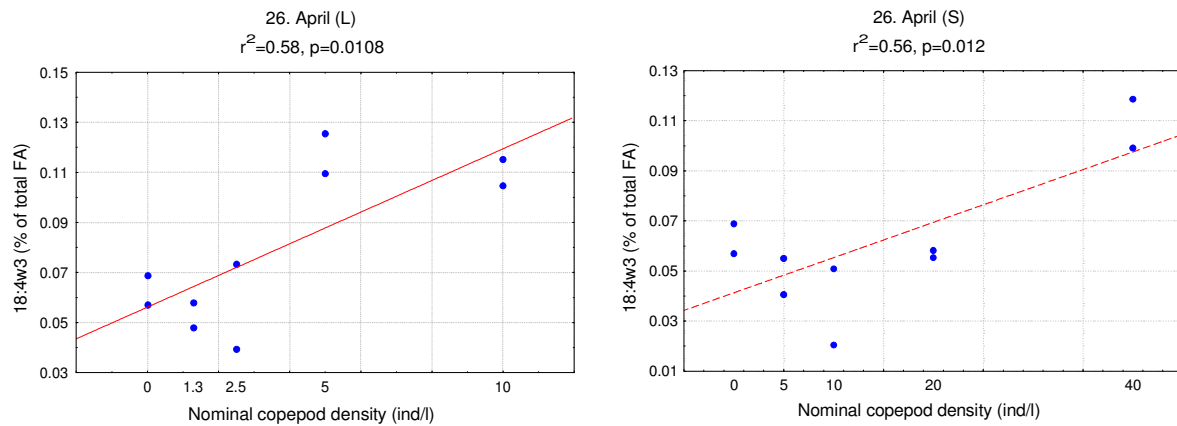 26. April (L)
r²=0.58, p=0.0108
18:4w3 (% of total FA)
0.15
0.13
0.11
0.09
0.07
0.05
0.03
0 1.3 2.5 5 10
Nominal copepod density (ind/l)
26. April (S)
r²=0.56, p=0.012
18:4w3 (% of total FA)
0.13
0.11
0.09
0.07
0.05
0.03
0.01
0 5 10 20 40
Nominal copepod density (ind/l)